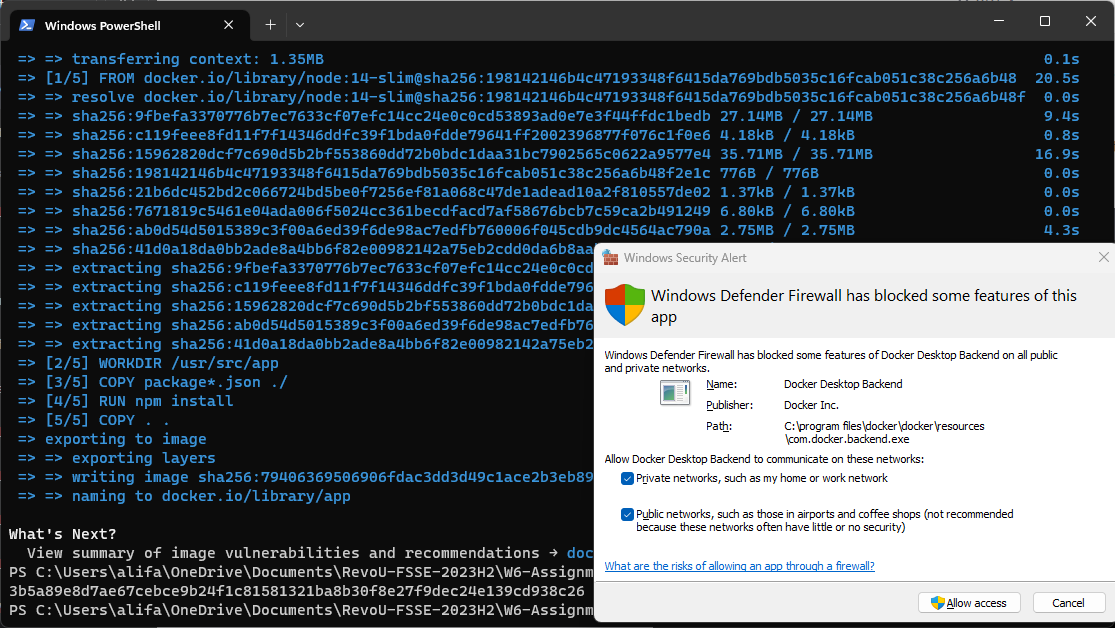 Windows PowerShell
=> => transferring context: 1.35MB 0.1s
=> [1/5] FROM docker.io/library/node:14-slim@sha256:198142146b4c47193348f6415da769bdb5035c16fcab051c38c256a6b48 20.5s
=> => resolve docker.io/library/node:14-slim@sha256:198142146b4c47193348f6415da769bdb5035c16fcab051c38c256a6b48f 0.0s
=> => sha256:9fbefa3370776b7ec7633cf07efc14cc24e0c0cd53893ad0e7e3f44ffdc1bedb 27.14MB / 27.14MB 9.4s
=> => sha256:c119feee8fd11f7f14346ddfc39f1bda0fdde79641ff2002396877f076c1f0e6 4.18kB / 4.18kB 0.8s
=> => sha256:15962820dcf7c690d5b2bf553860dd72b0bdc1daa31bc7902565c0622a9577e4 35.71MB / 35.71MB 16.9s
=> => sha256:198142146b4c47193348f6415da769bdb5035c16fcab051c38c256a6b48f2e1c 776B / 776B 0.0s
=> => sha256:21b6dc452bd2c066724bd5be0f7256ef81a068c47de1adead10a2f810557de02 1.37kB / 1.37kB 0.0s
=> => sha256:7671819c5461e04ada006f5024cc361becdfacd7af58676bcb7c59ca2b491249 6.80kB / 6.80kB 0.0s
=> => sha256:ab0d54d5015389c3f00a6ed39f6de98ac7edfb760006f045cdb9dc4564ac790a 2.75MB / 2.75MB 4.3s
=> => sha256:41d0a18da0bb2ade8a4bb6f82e00982142a75eb2cdd0da6b8aa
=> => extracting sha256:9fbefa3370776b7ec7633cf07efc14cc24e0c0cd
=> => extracting sha256:c119feee8fd11f7f14346ddfc39f1bda0fdde796
=> => extracting sha256:15962820dcf7c690d5b2bf553860dd72b0bdc1da
=> => extracting sha256:ab0d54d5015389c3f00a6ed39f6de98ac7edfb76
=> => extracting sha256:41d0a18da0bb2ade8a4bb6f82e00982142a75eb2
=> [2/5] WORKDIR /usr/src/app
=> [3/5] COPY package*.json ./
=> [4/5] RUN npm install
=> [5/5] COPY . .
=> exporting to image
=> => exporting layers
=> => writing image sha256:79406369506906fdac3dd3d49c1ace2b3eb89
=> => naming to docker.io/library/app
What's Next?
View summary of image vulnerabilities and recommendations → doc
PS C:\Users\alifa\OneDrive\Documents\RevoU-FSSE-2023H2\W6-Assignm
3b5a89e8d7ae67cebce9b24f1c81581321ba8b30f8e27f9dec24e139cd938c26
PS C:\Users\alifa\OneDrive\Documents\RevoU-FSSE-2023H2\W6-Assignm
Windows Security Alert
Windows Defender Firewall has blocked some features of this
app
Windows Defender Firewall has blocked some features of Docker Desktop Backend on all public
and private networks.
Name: Docker Desktop Backend
Publisher: Docker Inc.
Path: C:\program files\docker\docker\resources
\com.docker.backend.exe
Allow Docker Desktop Backend to communicate on these networks:
Private networks, such as my home or work network
Public networks, such as those in airports and coffee shops (not recommended
because these networks often have little or no security)
What are the risks of allowing an app through a firewall?
Allow access
Cancel